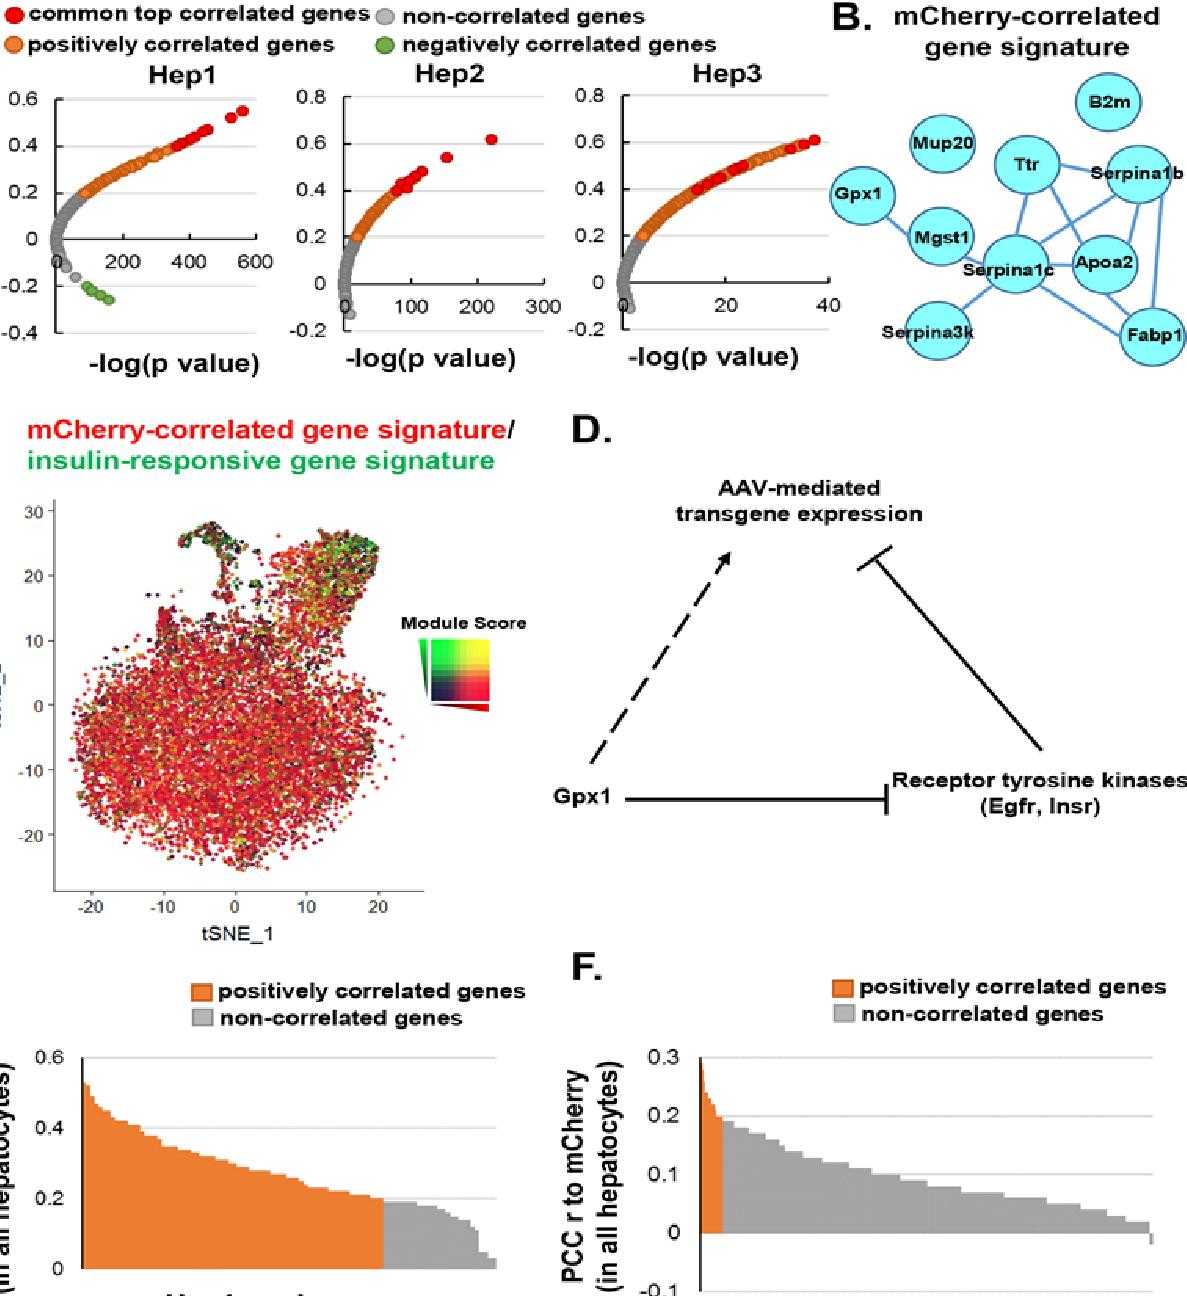 common top correlated genes
non-correlated genes
positively correlated genes
negatively correlated genes
Hep1
Hep2
Hep3
0.6
0.4
0.2
0
-0.2
-0.4
0 200 400 600
-log(p value)
0.8
0.6
0.4
0.2
0
-0.2
0 100 200 300
-log(p value)
0.8
0.6
0.4
0.2
0
-0.2
0 20 40
-log(p value)
B.
mCherry-correlated
gene signature
B2m
Mup20
Ttr
Serpina1b
Gpx1
Mgst1
Serpina1c
Apoa2
Serpina3k
Fabp1
mCherry-correlated gene signature/
insulin-responsive gene signature
30
20
10
0
-10
-20
-20 -10 0 10 20
tSNE_1
Module Score
D.
AAV-mediated
transgene expression
Gpx1
Receptor tyrosine kinases
(Egfr, Insr)
positively correlated genes
non-correlated genes
0.6
0.4
0.2
0
(in all hepatocytes)
F.
positively correlated genes
non-correlated genes
PCC r to mCherry
(in all hepatocytes)
0.3
0.2
0.1
0
-0.1